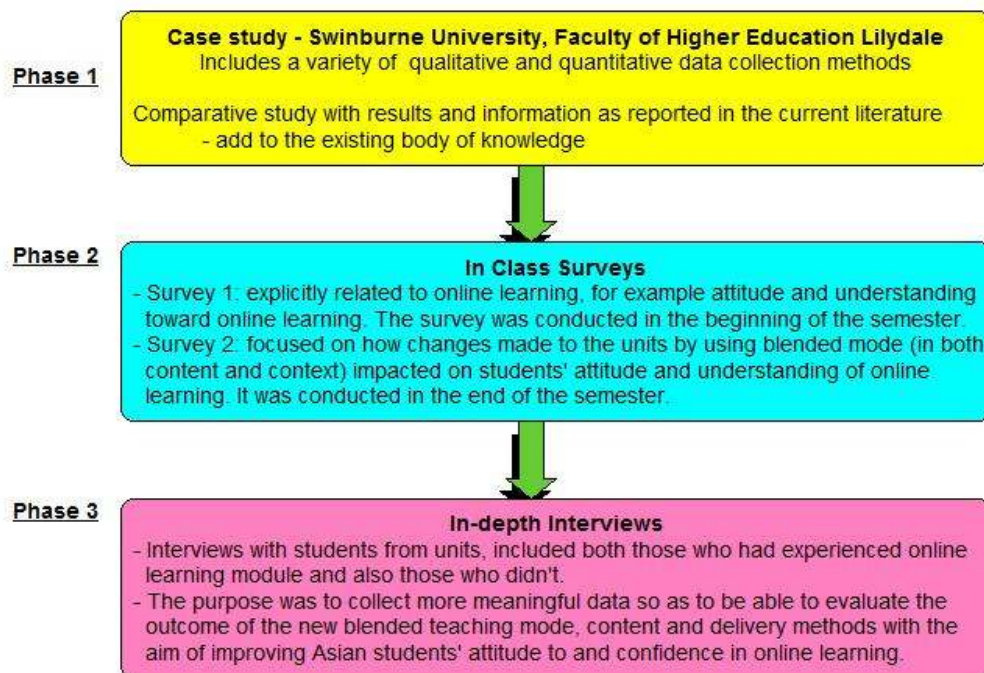 Phase 1
Case study - Swinburne University, Faculty of Higher Education Lilydale
Includes a variety of qualitative and quantitative data collection methods
Comparative study with results and information as reported in the current literature
- add to the existing body of knowledge
Phase 2
In Class Surveys
- Survey 1: explicitly related to online learning, for example attitude and understanding
toward online learning. The survey was conducted in the beginning of the semester.
- Survey 2: focused on how changes made to the units by using blended mode (in both
content and context) impacted on students' attitude and understanding of online
learning. It was conducted in the end of the semester.
Phase 3
In-depth Interviews
- Interviews with students from units, included both those who had experienced online
learning module and also those who didn't.
- The purpose was to collect more meaningful data so as to be able to evaluate the
outcome of the new blended teaching mode, content and delivery methods with the
aim of improving Asian students' attitude to and confidence in online learning.